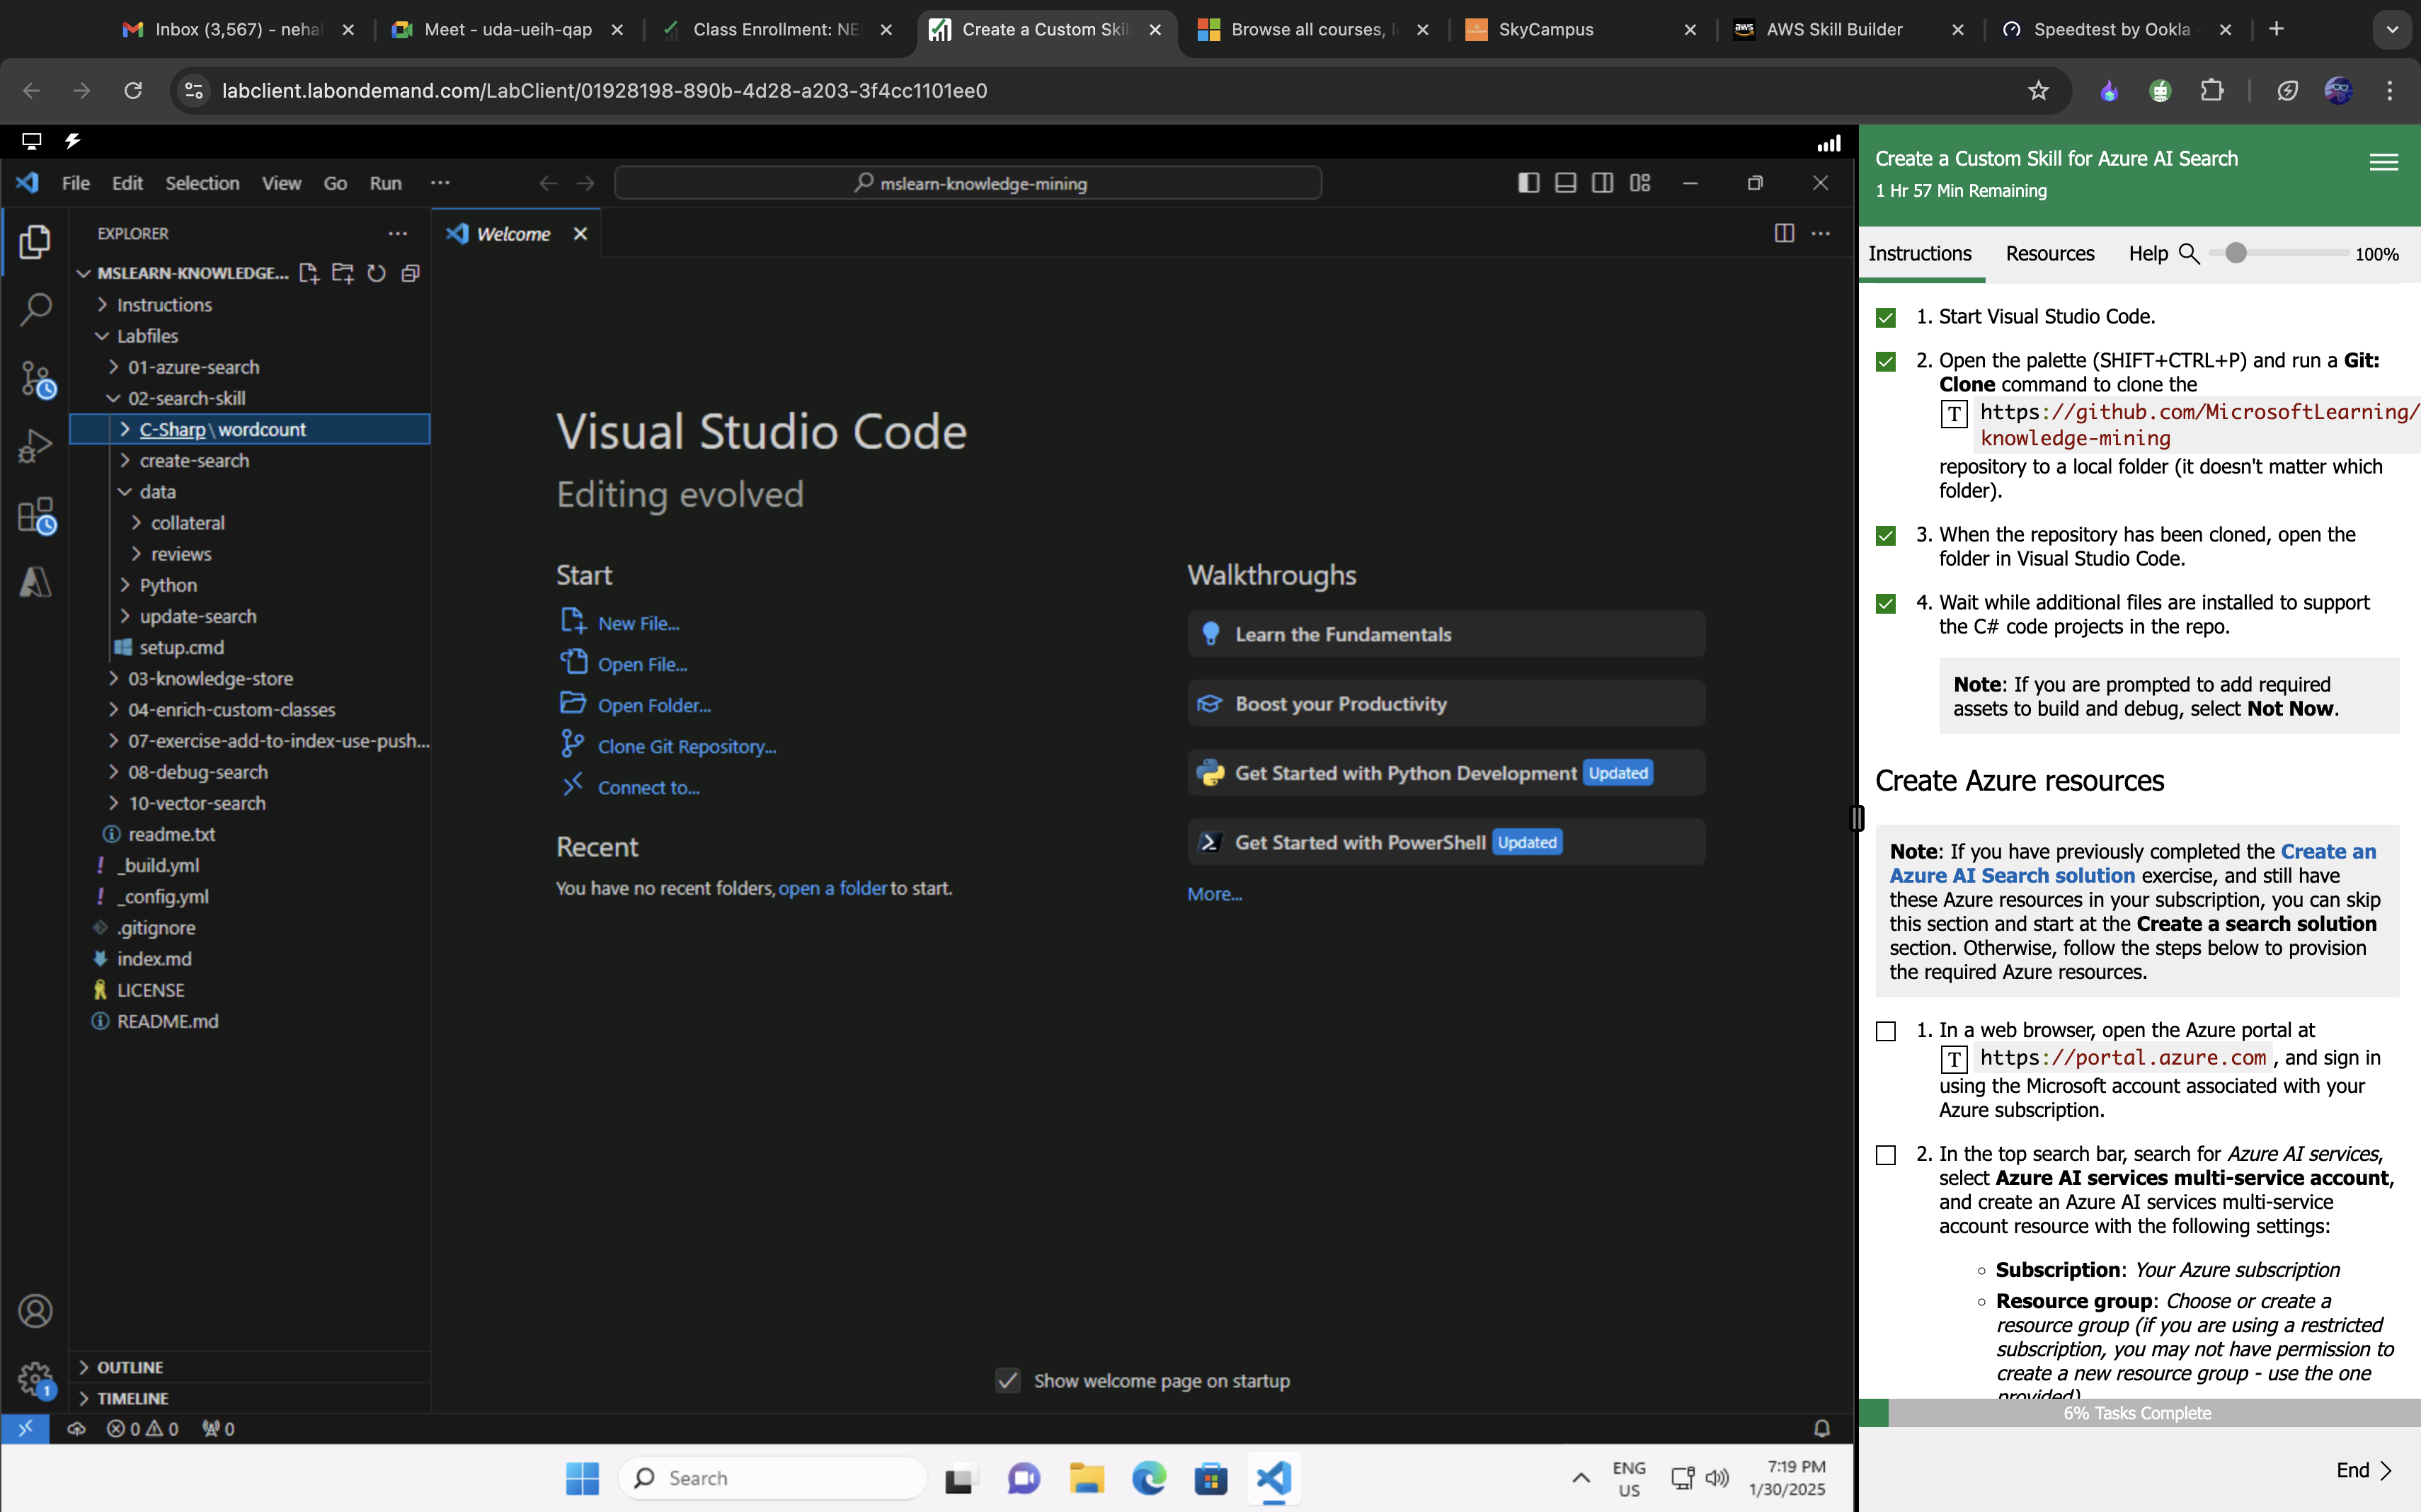 Inbox (3,567) - neha
Meet - uda-ueih-qap
Class Enrollment: NE
Create a Custom Skil
Browse all courses, l
SkyCampus
AWS Skill Builder
Speedtest by Ookla -
labclient.labondemand.com/LabClient/01928198-890b-4d28-a203-3f4cc1101ee0
File Edit Selection View Go Run ...
mslearn-knowledge-mining
EXPLORER
Welcome
MSLEARN-KNOWLEDGE...
Instructions
Labfiles
01-azure-search
02-search-skill
C-Sharp\wordcount
create-search
data
collateral
reviews
Python
update-search
setup.cmd
03-knowledge-store
04-enrich-custom-classes
07-exercise-add-to-index-use-push...
08-debug-search
10-vector-search
readme.txt
! _build.yml
! _config.yml
.gitignore
index.md
LICENSE
README.md
OUTLINE
TIMELINE
Visual Studio Code
Editing evolved
Start
New File...
Open File...
Open Folder...
Clone Git Repository...
Connect to...
Recent
You have no recent folders, open a folder to start.
Walkthroughs
Learn the Fundamentals
Boost your Productivity
Get Started with Python Development Updated
Get Started with PowerShell Updated
More...
Show welcome page on startup
1
0 0 0
Search
ENG
US
7:19 PM
1/30/2025
Create a Custom Skill for Azure AI Search
1 Hr 57 Min Remaining
Instructions Resources Help 100%
1. Start Visual Studio Code.
2. Open the palette (SHIFT+CTRL+P) and run a Git:
Clone command to clone the
T https://github.com/MicrosoftLearning/
knowledge-mining
repository to a local folder (it doesn't matter which
folder).
3. When the repository has been cloned, open the
folder in Visual Studio Code.
4. Wait while additional files are installed to support
the C# code projects in the repo.
Note: If you are prompted to add required
assets to build and debug, select Not Now.
Create Azure resources
Note: If you have previously completed the Create an
Azure AI Search solution exercise, and still have
these Azure resources in your subscription, you can skip
this section and start at the Create a search solution
section. Otherwise, follow the steps below to provision
the required Azure resources.
1. In a web browser, open the Azure portal at
T https://portal.azure.com , and sign in
using the Microsoft account associated with your
Azure subscription.
2. In the top search bar, search for Azure AI services,
select Azure AI services multi-service account,
and create an Azure AI services multi-service
account resource with the following settings:
Subscription: Your Azure subscription
Resource group: Choose or create a
resource group (if you are using a restricted
subscription, you may not have permission to
create a new resource group - use the one
provided)
6% Tasks Complete
End